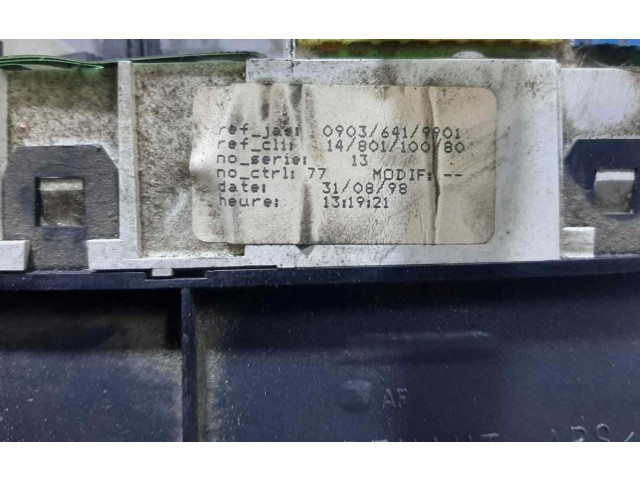 ref_jae: 0903/641/9901
ref_cli: 14/801/100/80
no_serie: 13
no_ctrl: 77 MODIF: --
date: 31/08/98
heure: 13:19:21
AF